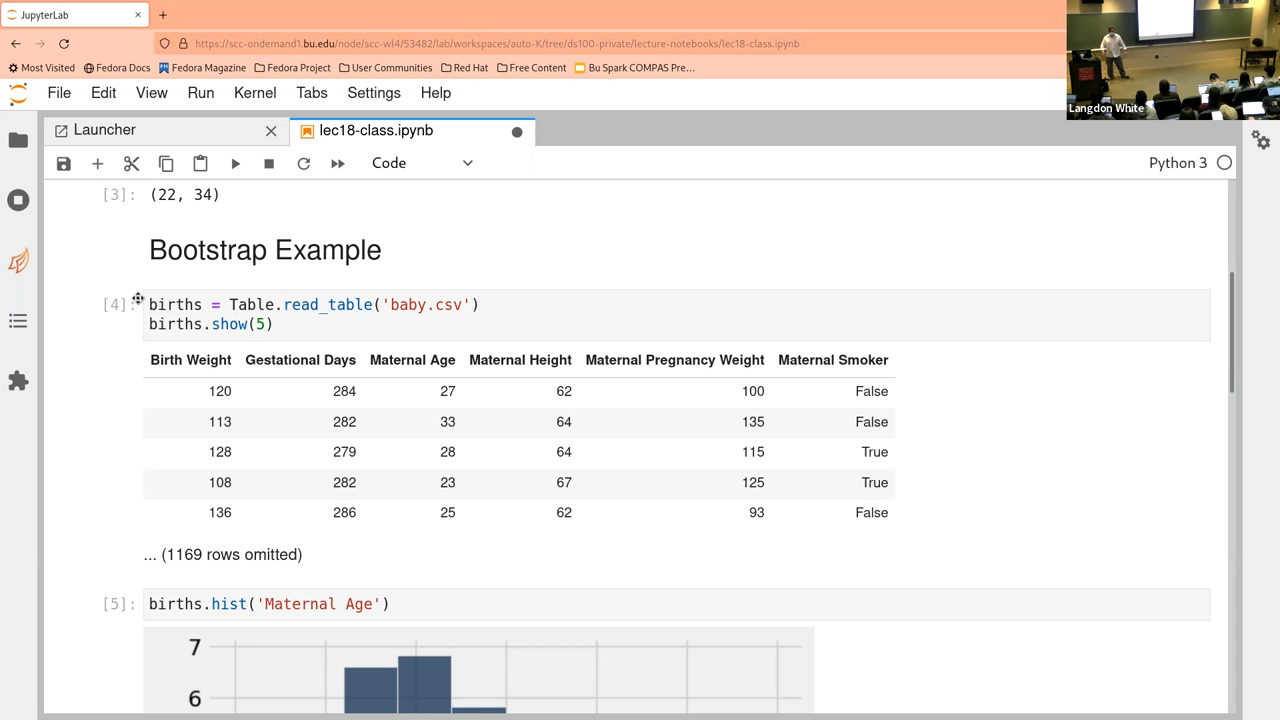 JupyterLab
https://scc-ondemand1.bu.edu/node/scc-wl4/53482/lab/workspaces/auto-K/tree/ds100-private/lecture-notebooks/lec18-class.ipynb
Most Visited Fedora Docs Fedora Magazine Fedora Project User Communities Red Hat Free Content Bu Spark COMPAS Pre…
Langdon White
File Edit View Run Kernel Tabs Settings Help
Launcher lec18-class.ipynb
Code Python 3
[3]: (22, 34)
Bootstrap Example
[4]: births = Table.read_table('baby.csv')
births.show(5)
Birth Weight Gestational Days Maternal Age Maternal Height Maternal Pregnancy Weight Maternal Smoker
120 284 27 62 100 False
113 282 33 64 135 False
128 279 28 64 115 True
108 282 23 67 125 True
136 286 25 62 93 False
... (1169 rows omitted)
[5]: births.hist('Maternal Age')
7
6